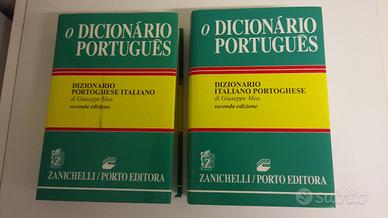 O DICIONÁRIO
PORTUGUÊS
DIZIONARIO
PORTOGHESE ITALIANO
di Giuseppe Mea
seconda edizione
Z
ZANICHELLI/PORTO EDITORA
O DICIONÁRIO
PORTUGUÊS
DIZIONARIO
ITALIANO PORTOGHESE
di Giuseppe Mea
seconda edizione
Z
ZANICHELLI/PORTO EDITORA
subito